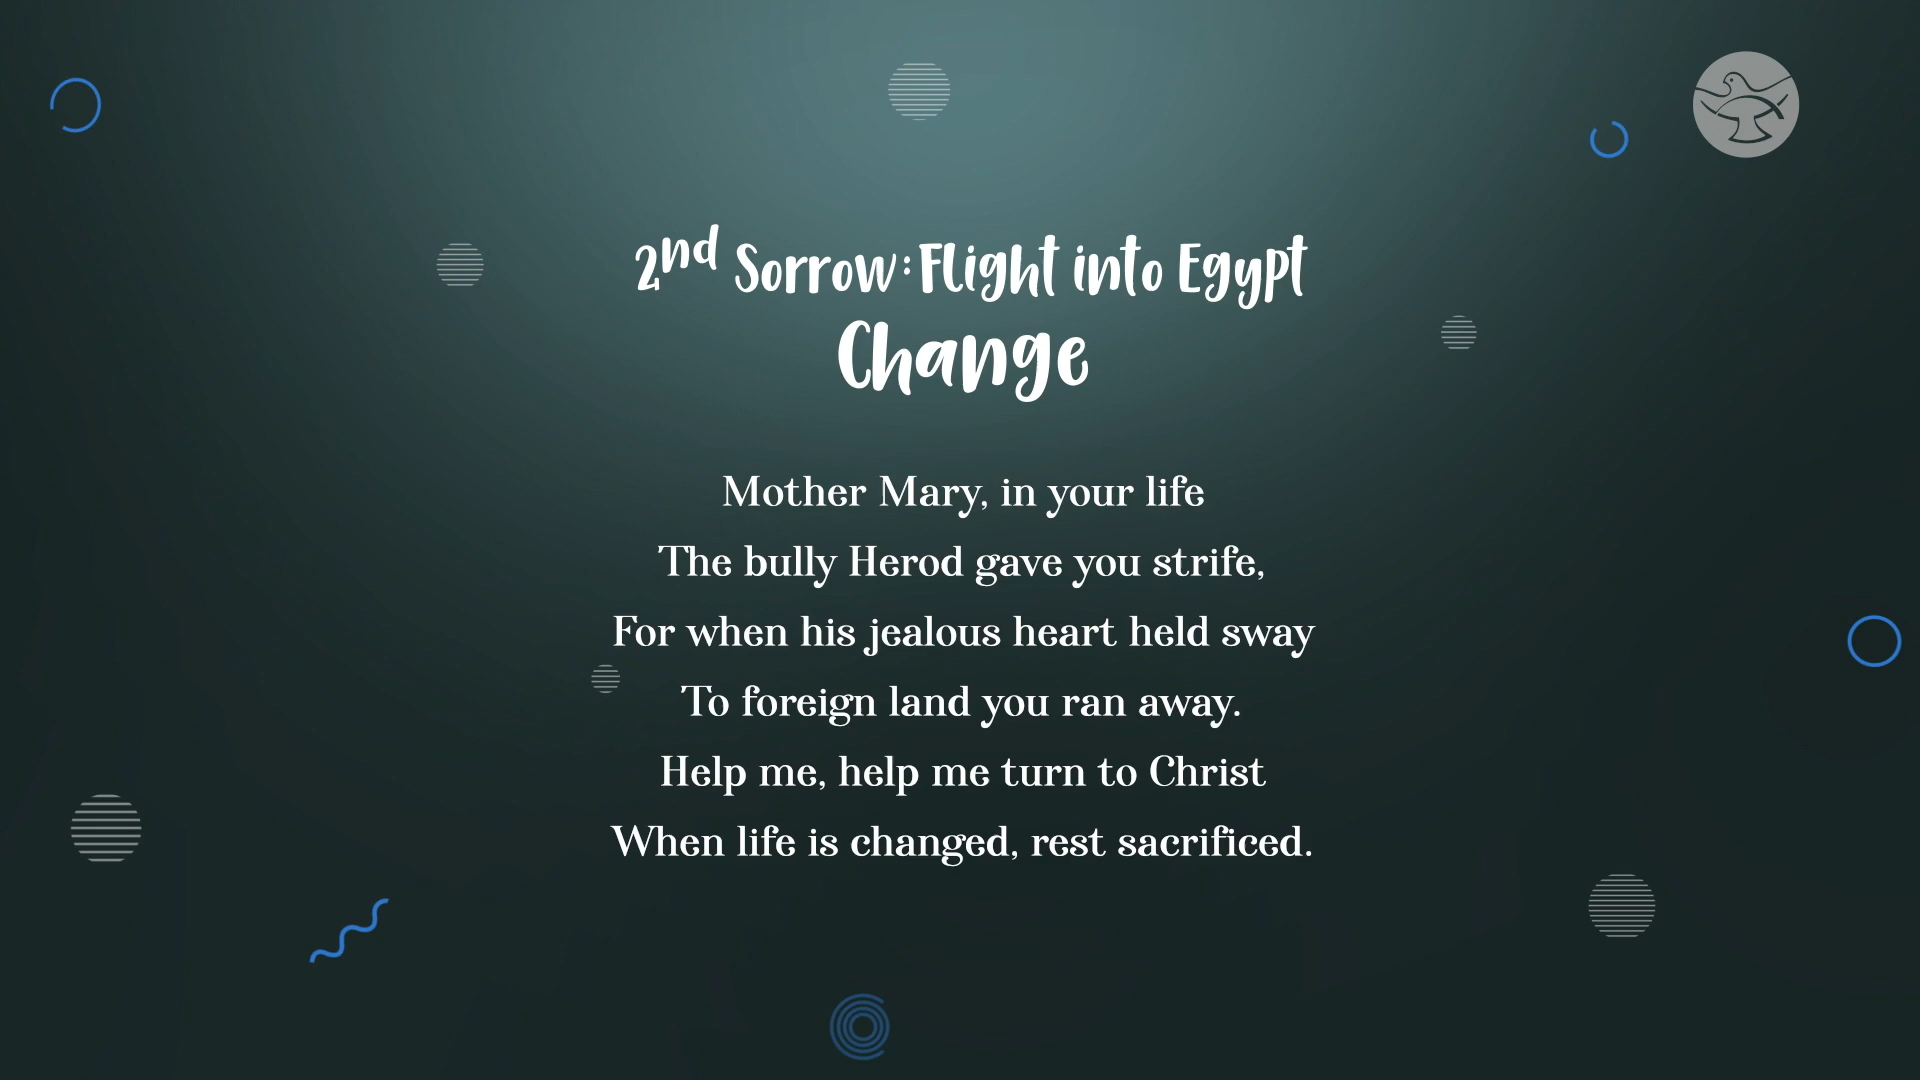 2nd Sorrow: Flight into Egypt
Change
Mother Mary, in your life
The bully Herod gave you strife,
For when his jealous heart held sway
To foreign land you ran away.
Help me, help me turn to Christ
When life is changed, rest sacrificed.